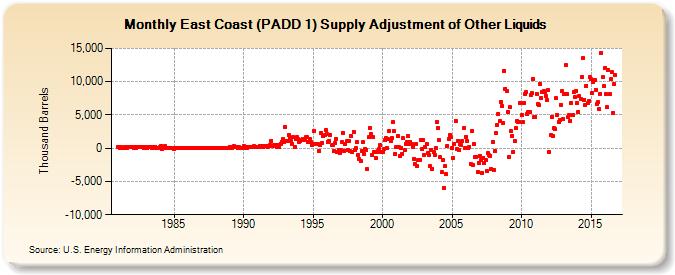 Monthly East Coast (PADD 1) Supply Adjustment of Other Liquids
Thousand Barrels
15,000
10,000
5,000
0
-5,000
-10,000
1985 1990 1995 2000 2005 2010 2015
Source: U.S. Energy Information Administration